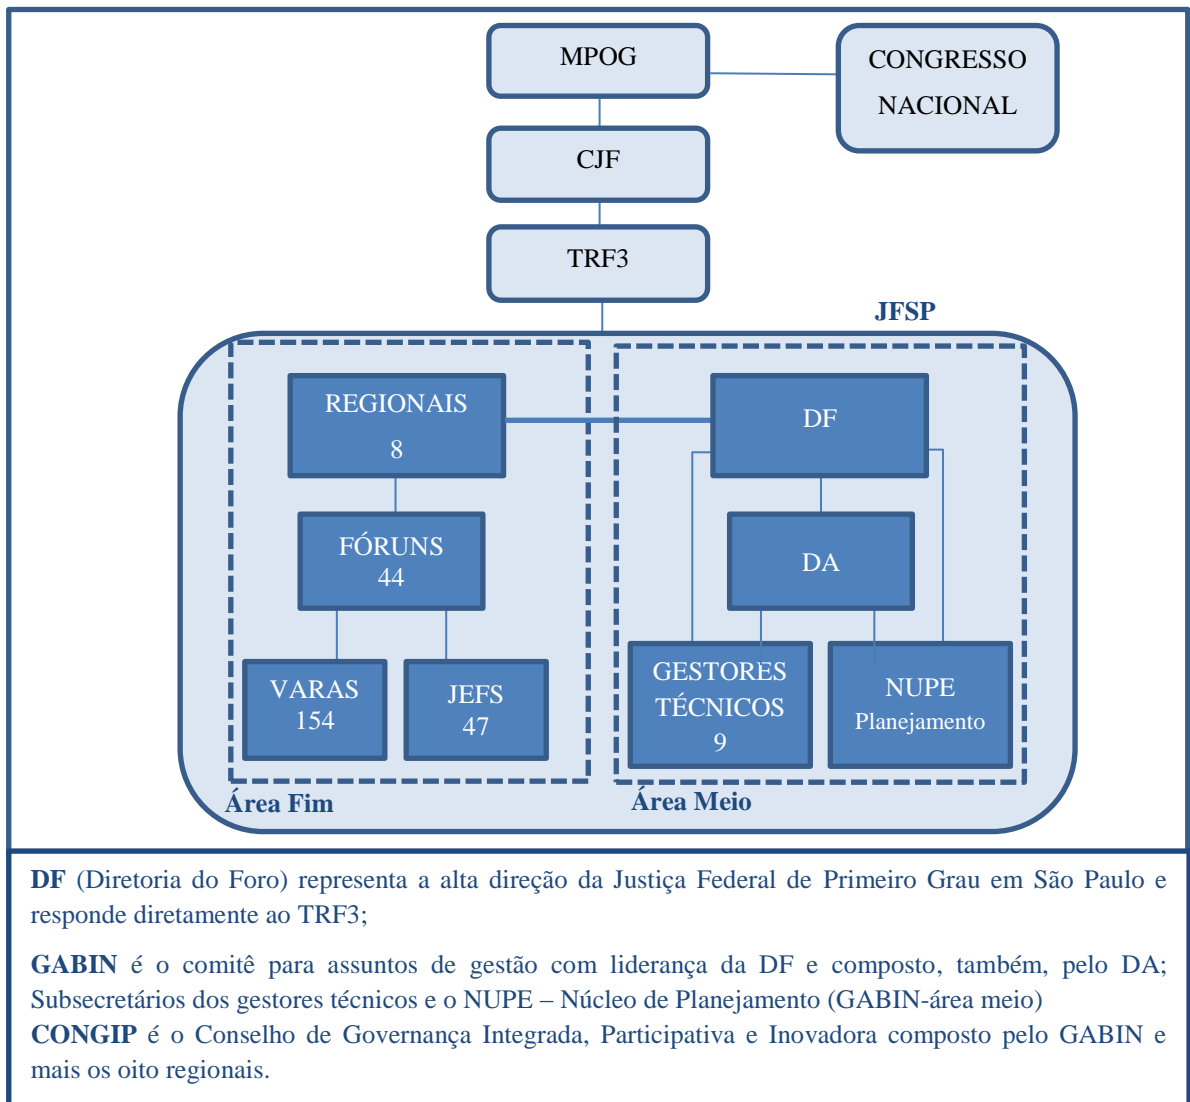 MPOG
CONGRESSO
NACIONAL
CJF
TRF3
JFSP
REGIONAIS
8
DF
FÓRUNS
44
DA
VARAS
154
JEFS
47
GESTORES
TÉCNICOS
9
NUPE
Planejamento
Área Fim
Área Meio
DF (Diretoria do Foro) representa a alta direção da Justiça Federal de Primeiro Grau em São Paulo e
responde diretamente ao TRF3;
GABIN é o comitê para assuntos de gestão com liderança da DF e composto, também, pelo DA;
Subsecretários dos gestores técnicos e o NUPE – Núcleo de Planejamento (GABIN-área meio)
CONGIP é o Conselho de Governança Integrada, Participativa e Inovadora composto pelo GABIN e
mais os oito regionais.